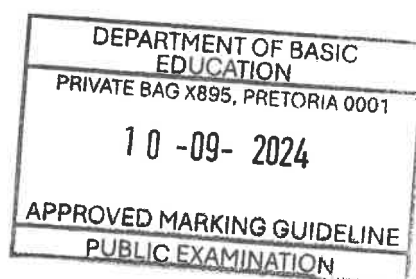 DEPARTMENT OF BASIC
EDUCATION
PRIVATE BAG X895, PRETORIA 0001
10 -09- 2024
APPROVED MARKING GUIDELINE
PUBLIC EXAMINATION